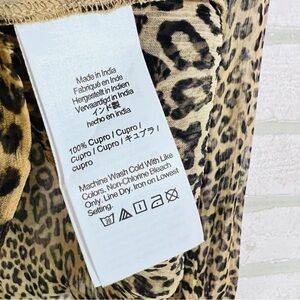 Made in India
Fabriqué en Inde
Hergestellt in Indien
Vervaardigd in India
インド製
hecho en India
100% Cupro / Cupro /
cupro / Cupro / キュプラ /
cupro
Machine Wash Cold With Like
Colors. Non-Chlorine Bleach
Only. Line Dry. Iron on Lowest
Setting.